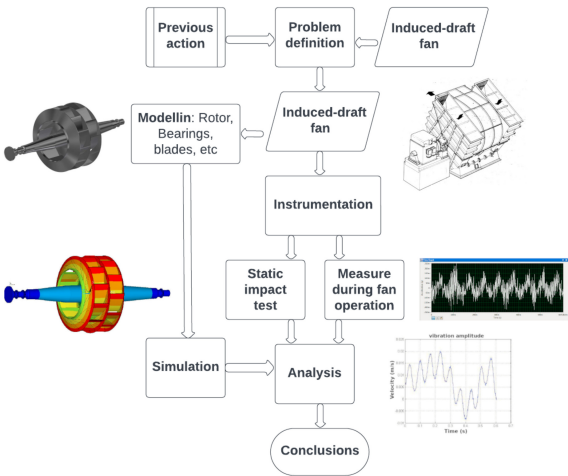 Previous
action
Problem
definition
Induced-draft
fan
Modellin: Rotor,
Bearings,
blades, etc
Induced-draft
fan
Instrumentation
Static
impact
test
Measure
during fan
operation
Simulation
Analysis
vibration amplitude
Velocity (m/s)
Time (s)
Conclusions